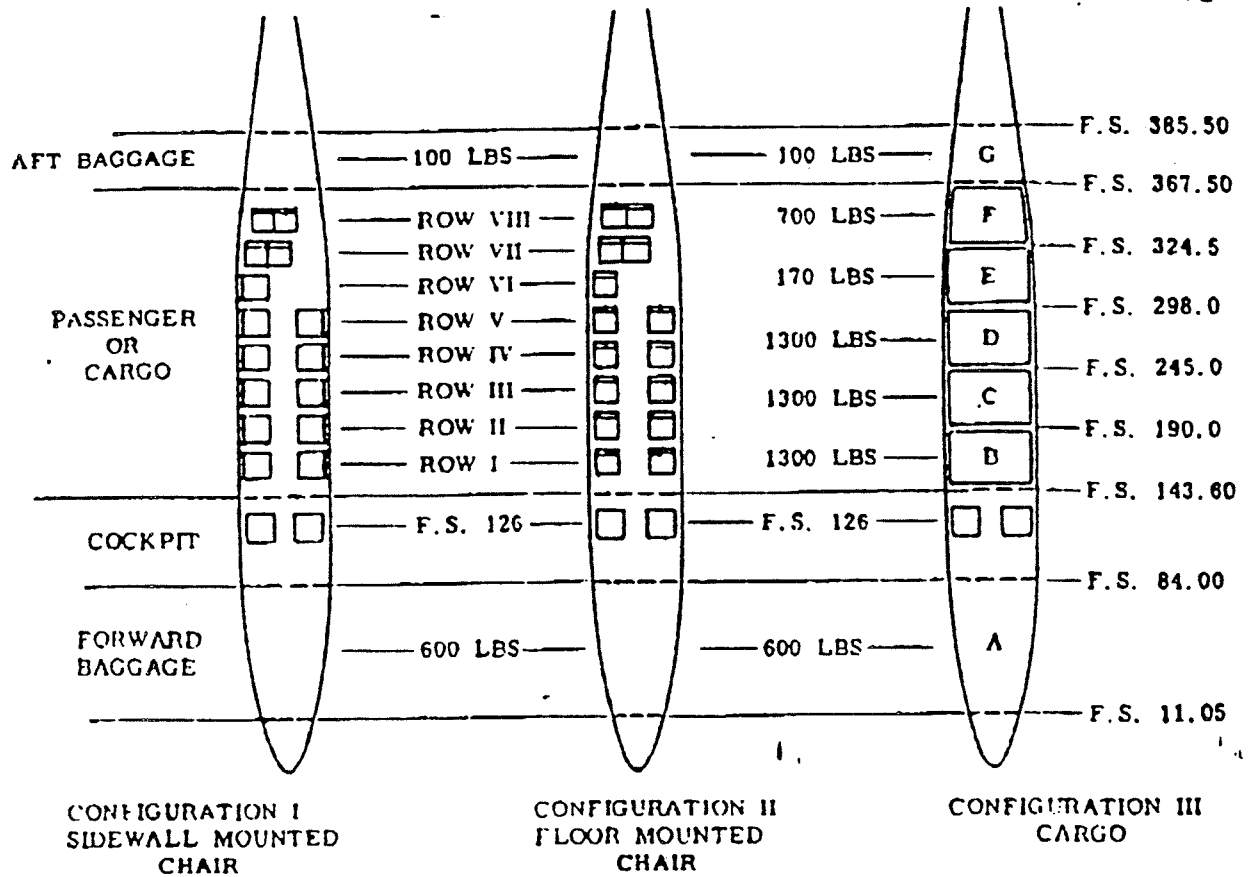 F.S. 385.50
AFT BAGGAGE
100 LBS
100 LBS
G
F.S. 367.50
ROW VIII
700 LBS
F
F.S. 324.5
ROW VII
ROW VI
170 LBS
E
F.S. 298.0
PASSENGER
OR
CARGO
ROW V
ROW IV
1300 LBS
D
F.S. 245.0
ROW III
1300 LBS
C
F.S. 190.0
ROW II
ROW I
1300 LBS
B
F.S. 143.60
COCKPIT
F.S. 126
F.S. 126
F.S. 84.00
FORWARD
BAGGAGE
600 LBS
600 LBS
A
F.S. 11.05
CONFIGURATION I
SIDEWALL MOUNTED
CHAIR
CONFIGURATION II
FLOOR MOUNTED
CHAIR
CONFIGURATION III
CARGO